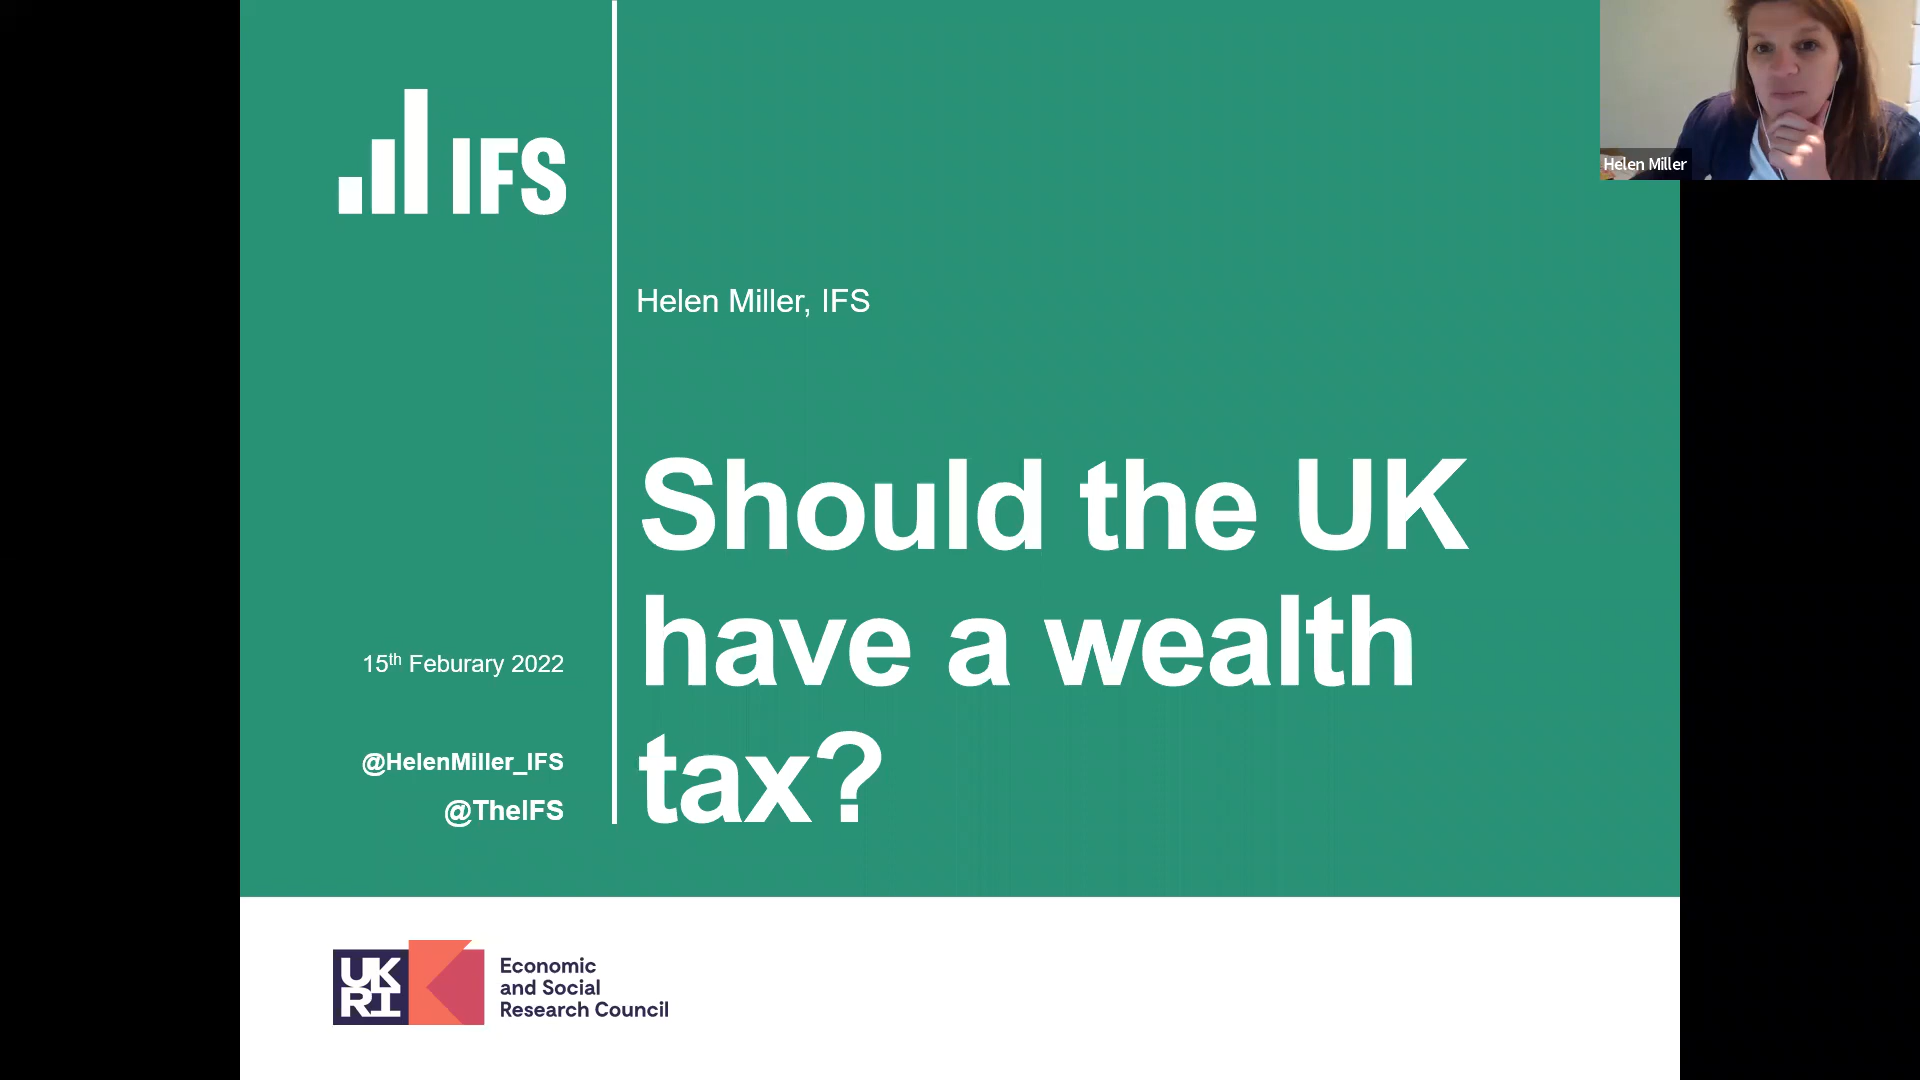 IFS
Helen Miller
Helen Miller, IFS
Should the UK
have a wealth
tax?
15th Feburary 2022
@HelenMiller_IFS
@TheIFS
UK
RI
Economic
and Social
Research Council